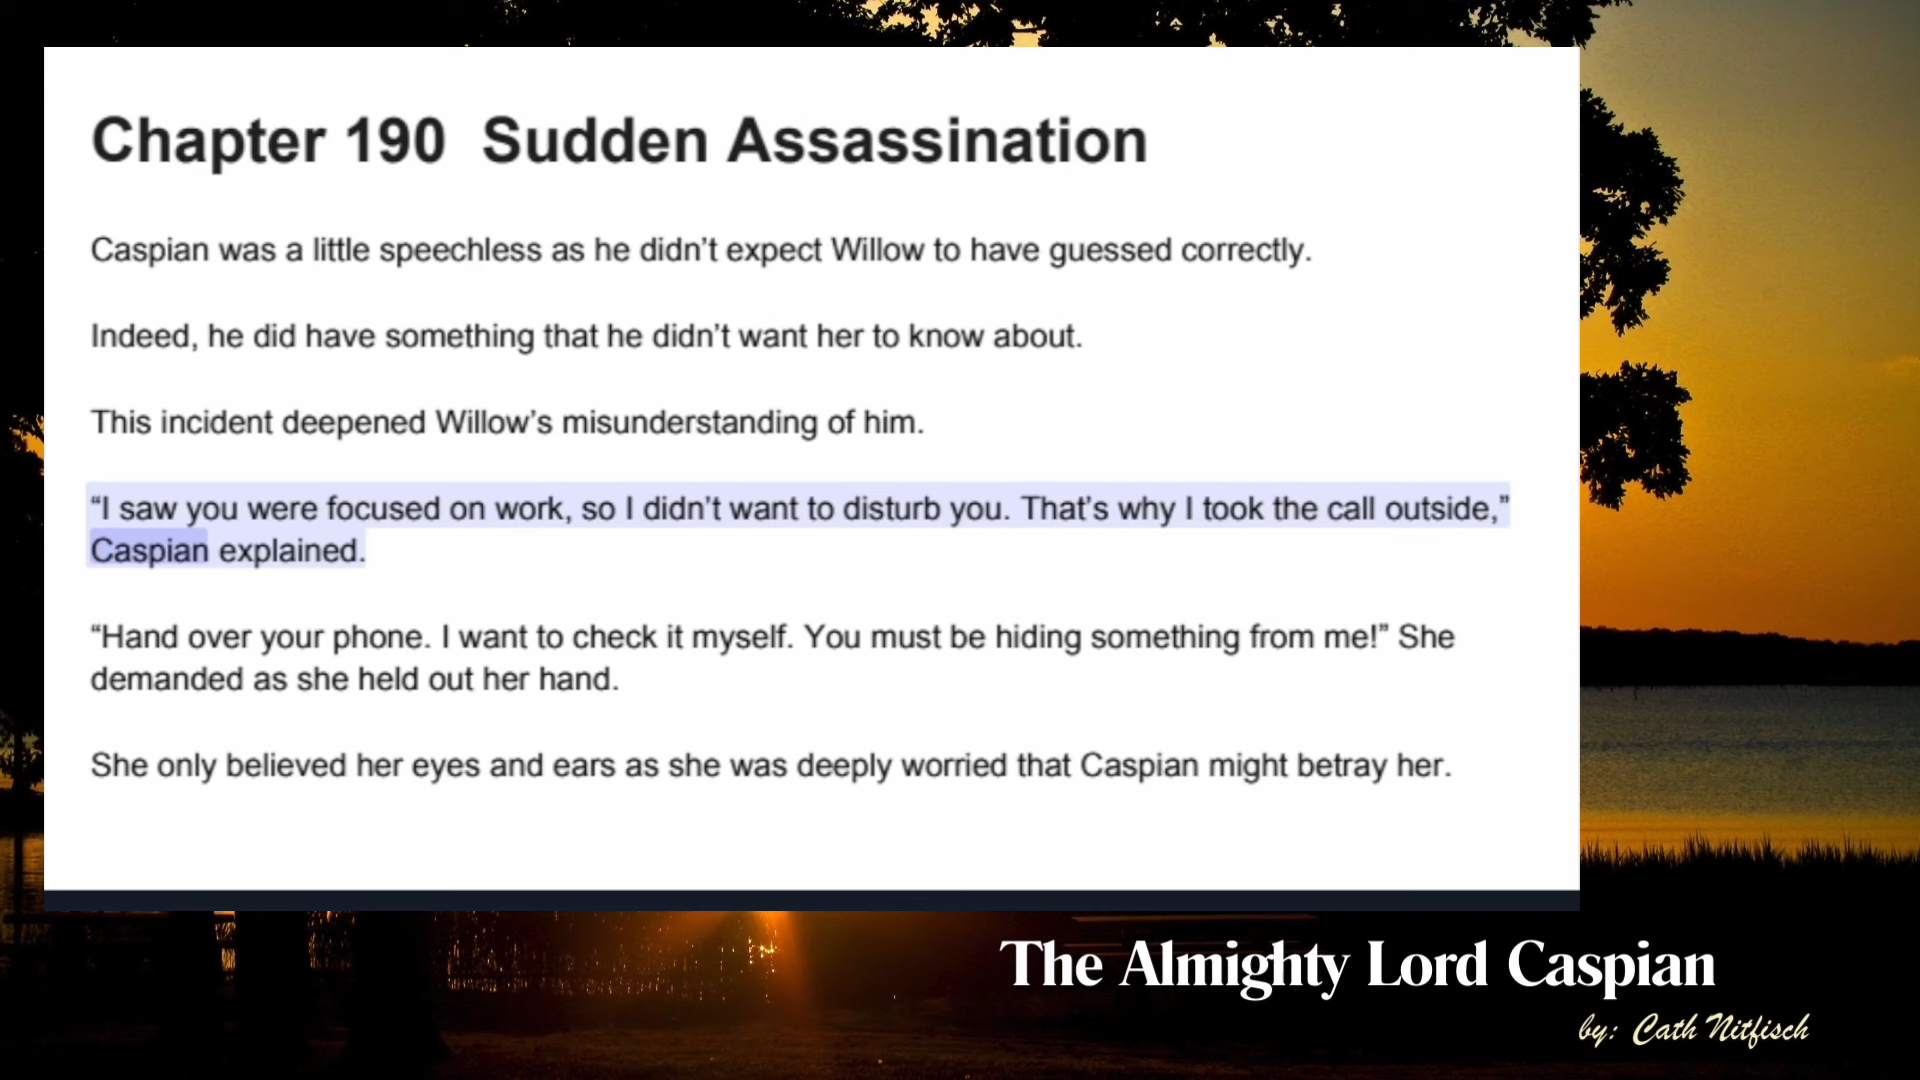 Chapter 190  Sudden Assassination
Caspian was a little speechless as he didn’t expect Willow to have guessed correctly.
Indeed, he did have something that he didn’t want her to know about.
This incident deepened Willow’s misunderstanding of him.
“I saw you were focused on work, so I didn’t want to disturb you. That’s why I took the call outside,”
Caspian explained.
“Hand over your phone. I want to check it myself. You must be hiding something from me!” She
demanded as she held out her hand.
She only believed her eyes and ears as she was deeply worried that Caspian might betray her.
The Almighty Lord Caspian
by: Cath Nitfisch